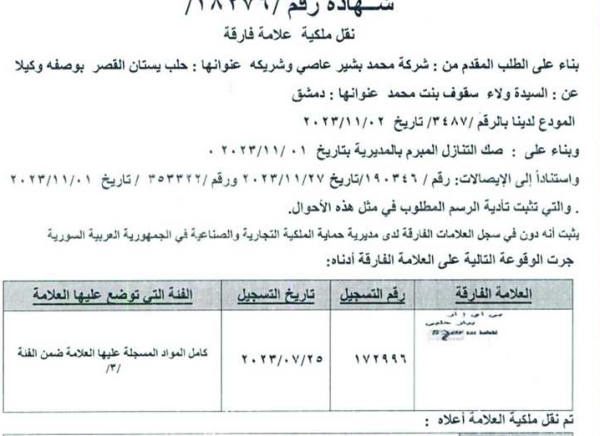 شــهادة رقم /٢٨٢٧٦/
نقل ملكية علامة فارقة
بناء على الطلب المقدم من : شركة محمد بشير عاصي وشريكه عنوانها : حلب بستان القصر بوصفه وكيلا
عن : السيدة ولاء سقوف بنت محمد عنوانها : دمشق
المودع لدينا بالرقم /٣٤٨٧/ تاريخ ٢٠٢٣/١١/٠٢
وبناء على : صك التنازل المبرم بالمديرية بتاريخ ٢٠٢٣/١١/٠١ ٠
واستناداً إلى الإيصالات: رقم /١٩٠٣٤٦/تاريخ ٢٠٢٣/١١/٢٧ ورقم /٣٥٣٣٢٢/ تاريخ ٢٠٢٣/١١/٠١
. والتي تثبت تأدية الرسم المطلوب في مثل هذه الأحوال.
يثبت أنه دون في سجل العلامات الفارقة لدى مديرية حماية الملكية التجارية والصناعية في الجمهورية العربية السورية
جرت الوقوعة التالية على العلامة الفارقة أدناه:
العلامة الفارقة رقم التسجيل تاريخ التسجيل الفئة التي توضع عليها العلامة
١٧٢٩٩٦ ٢٠٢٣/٠٧/٢٥ كامل المواد المسجلة عليها العلامة ضمن الفئة
/٣/
تم نقل ملكية العلامة أعلاه :